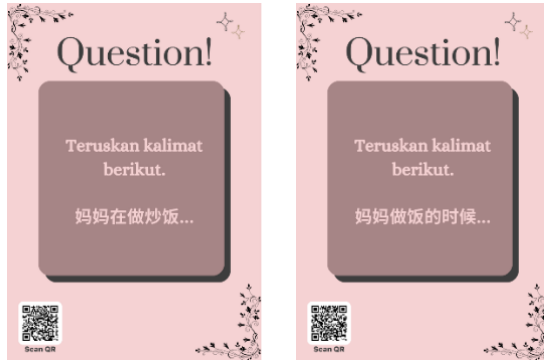 Question!
Teruskan kalimat
berikut.
妈妈在做炒饭...
Scan QR
Question!
Teruskan kalimat
berikut.
妈妈做饭的时候...
Scan QR